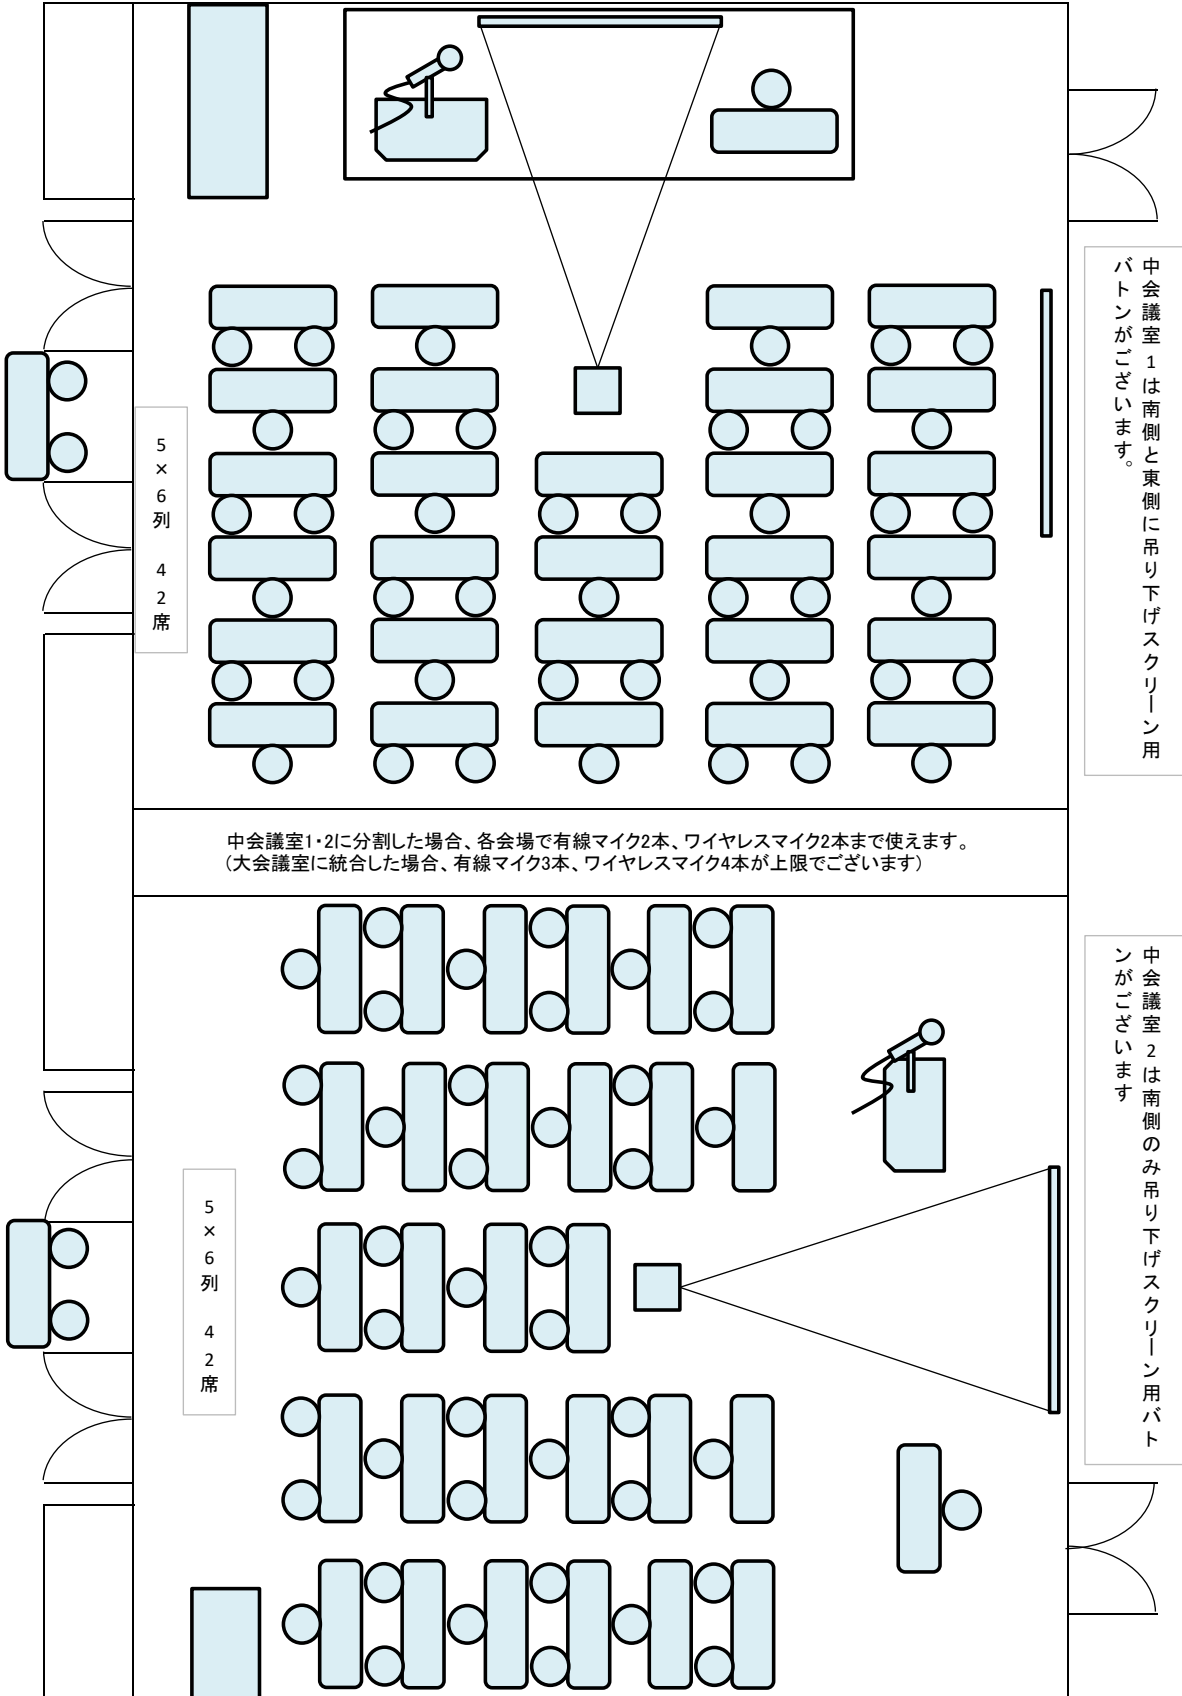 中会議室1は南側と東側に吊り下げスクリーン用
バトンがございます。
5×6列　42席
中会議室1・2に分割した場合、各会場で有線マイク2本、ワイヤレスマイク2本まで使えます。
(大会議室に統合した場合、有線マイク3本、ワイヤレスマイク4本が上限でございます)
中会議室2は南側のみ吊り下げスクリーン用バト
ンがございます
5×6列　42席